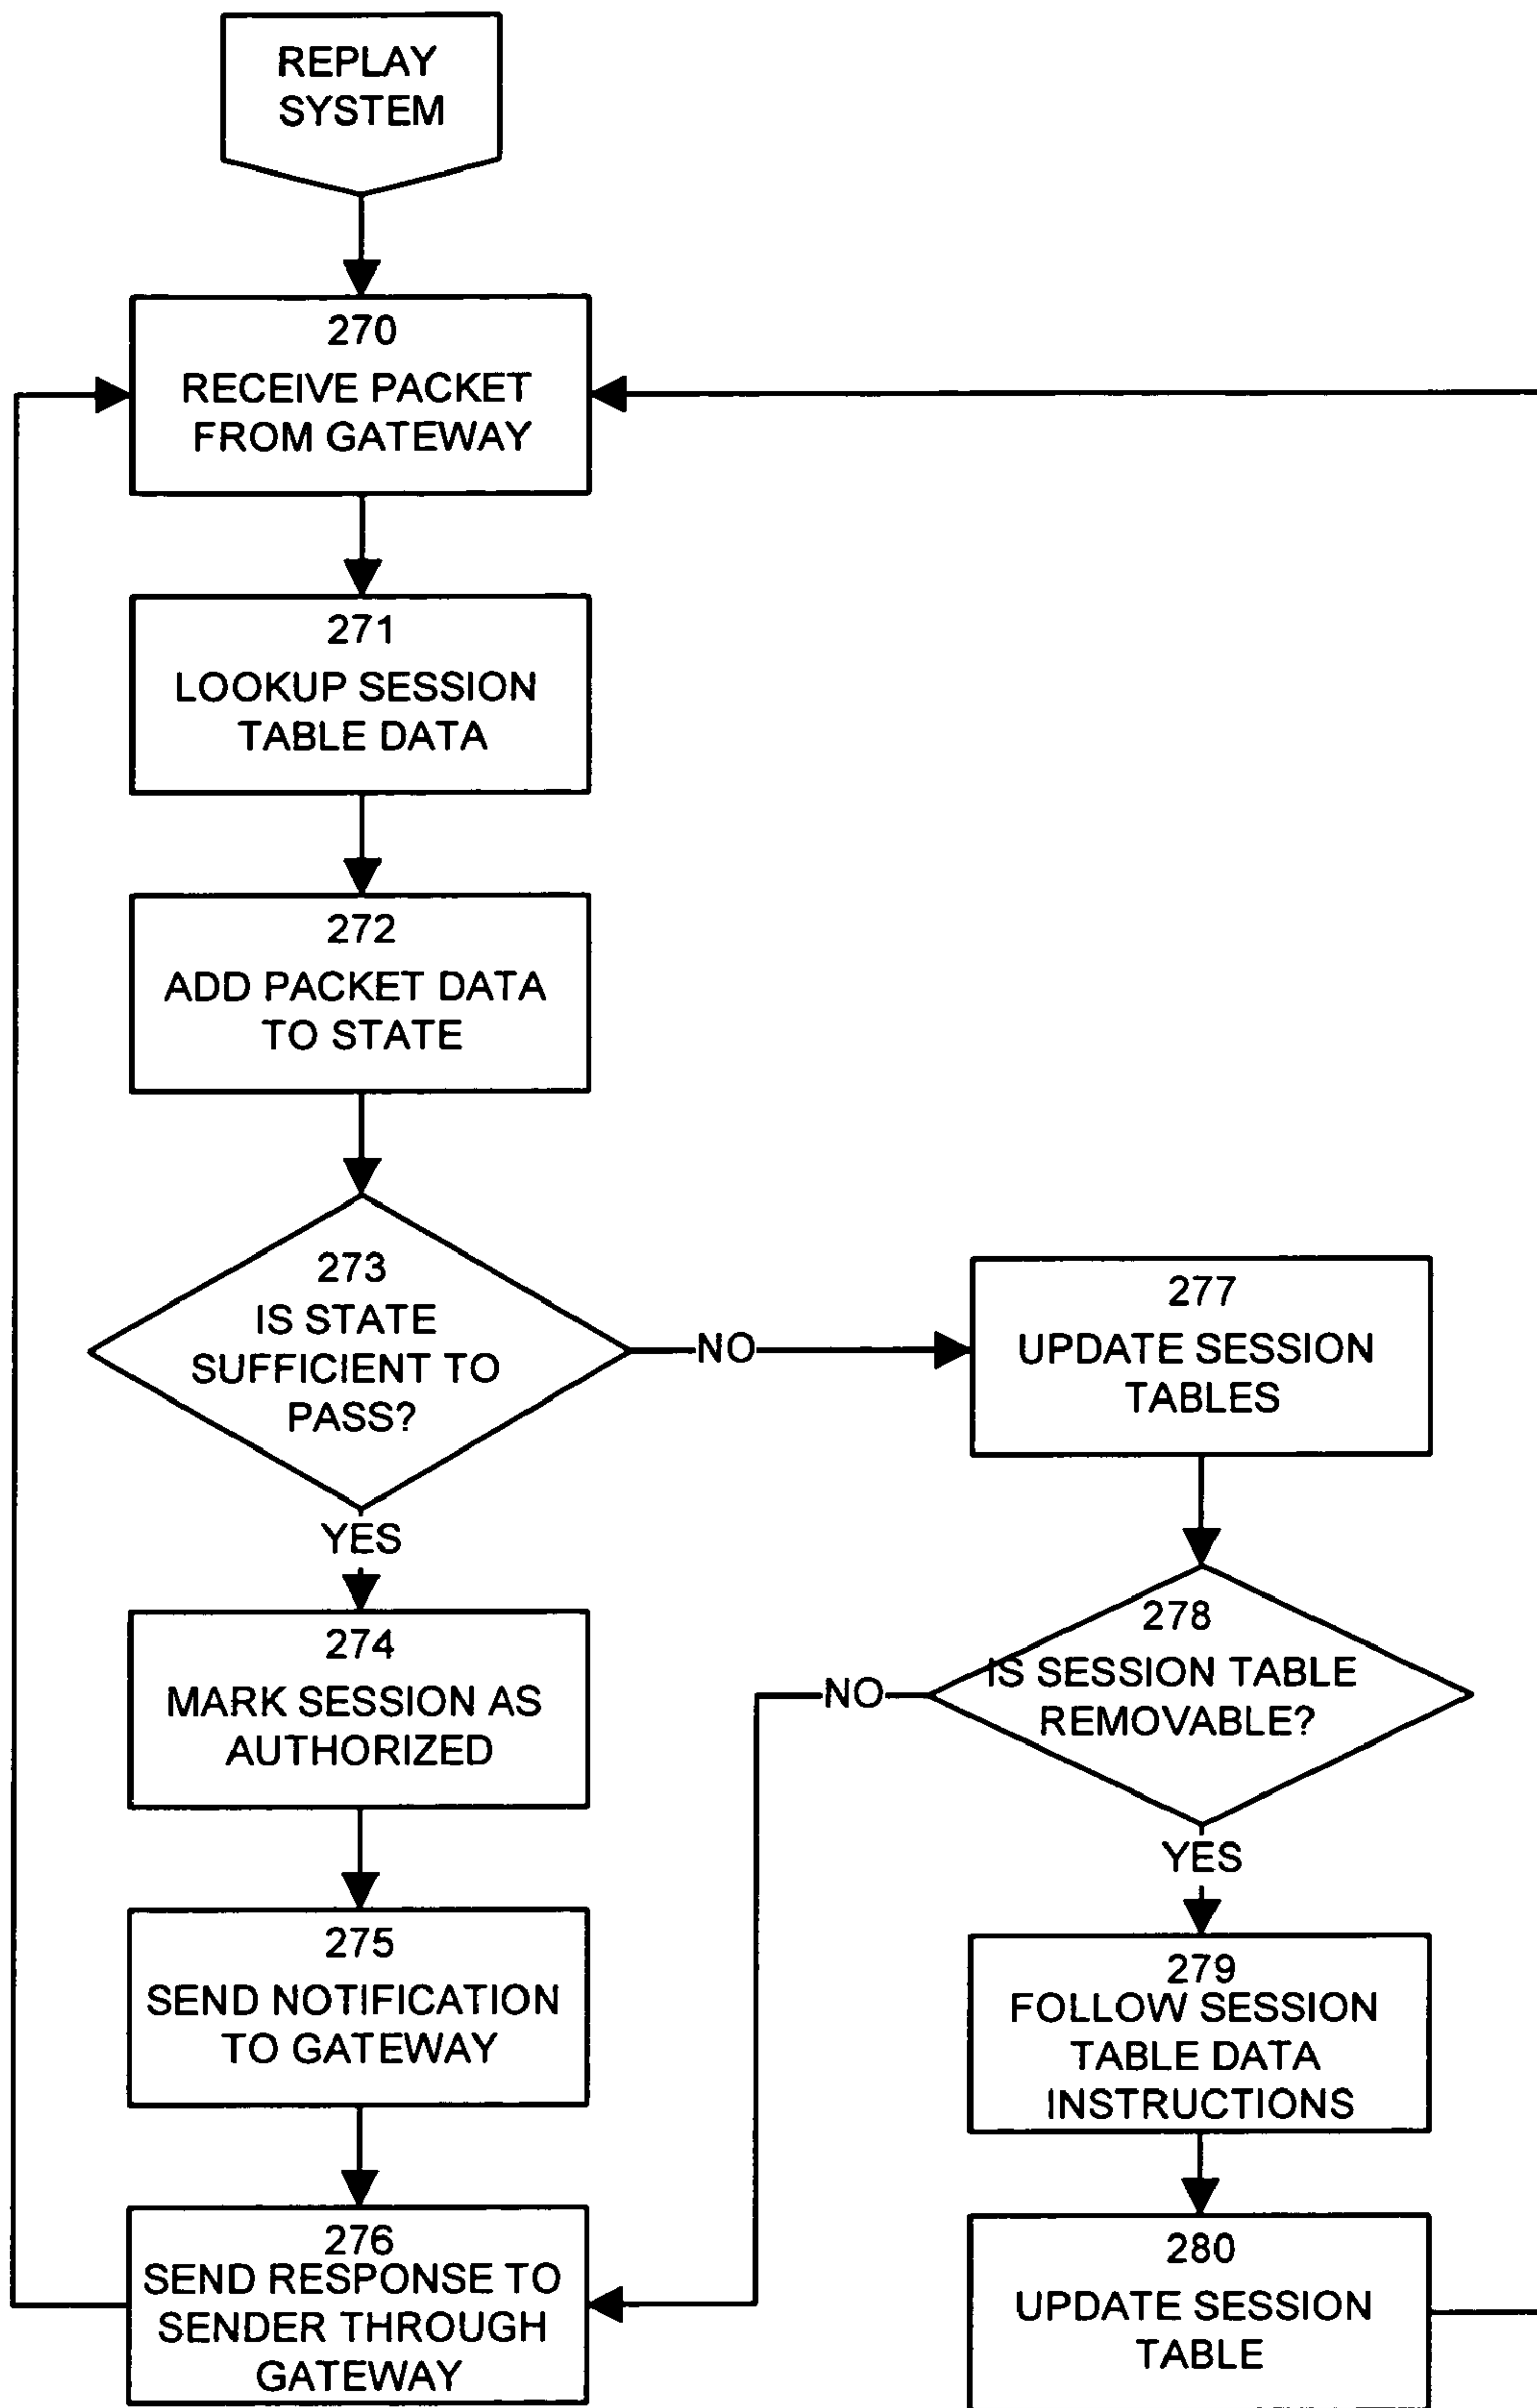 REPLAY
SYSTEM
270
RECEIVE PACKET
FROM GATEWAY
271
LOOKUP SESSION
TABLE DATA
272
ADD PACKET DATA
TO STATE
273
IS STATE
SUFFICIENT TO
PASS?
NO
YES
274
MARK SESSION AS
AUTHORIZED
275
SEND NOTIFICATION
TO GATEWAY
276
SEND RESPONSE TO
SENDER THROUGH
GATEWAY
277
UPDATE SESSION
TABLES
278
IS SESSION TABLE
REMOVABLE?
NO
YES
279
FOLLOW SESSION
TABLE DATA
INSTRUCTIONS
280
UPDATE SESSION
TABLE